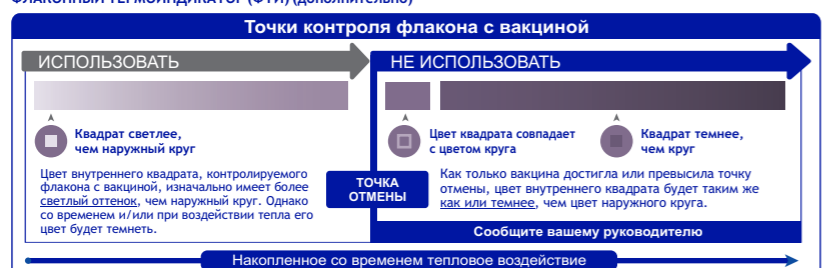 ФЛАКОННЫЙ ТЕРМОИНДИКАТОР (ФТИ) (дополнительно)
Точки контроля флакона с вакциной
ИСПОЛЬЗОВАТЬ
НЕ ИСПОЛЬЗОВАТЬ
Квадрат светлее,
чем наружный круг
Цвет квадрата совпадает
с цветом круга
Квадрат темнее,
чем круг
Цвет внутреннего квадрата, контролируемого
флакона с вакциной, изначально имеет более
светлый оттенок, чем наружный круг. Однако
со временем и/или при воздействии тепла его
цвет будет темнеть.
ТОЧКА
ОТМЕНЫ
Как только вакцина достигла или превысила точку
отмены, цвет внутреннего квадрата будет таким же
как или темнее, чем цвет наружного круга.
Сообщите вашему руководителю
Накопленное со временем тепловое воздействие